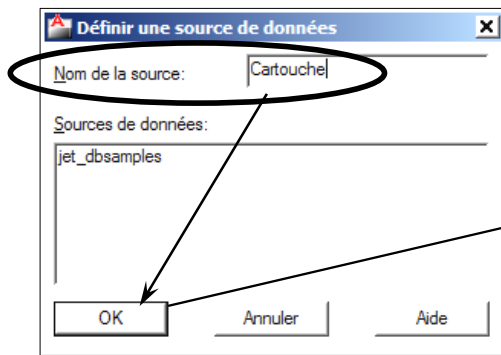 Définir une source de données
Nom de la source: Cartouche
Sources de données:
jet_dbsamples
OK Annuler Aide